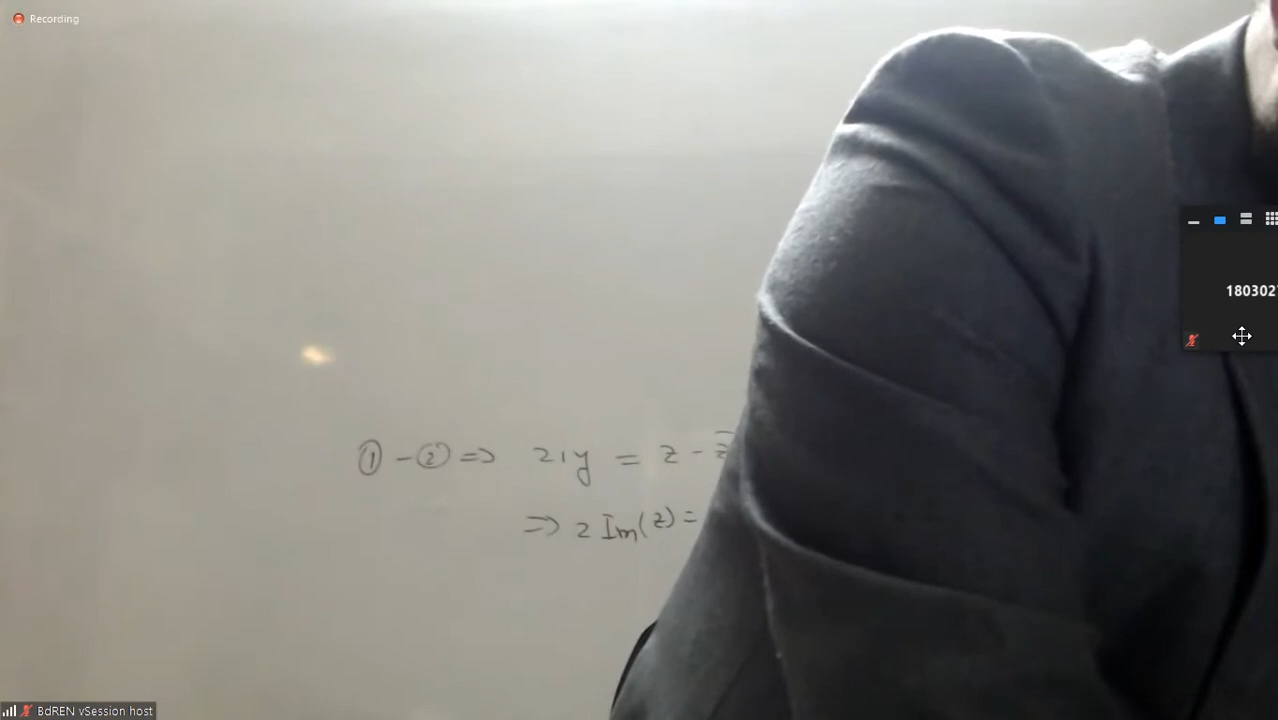 Recording
180302
① - ② => 2iy = z - z̄
=> 2 Im(z) =
BdREN vSession host